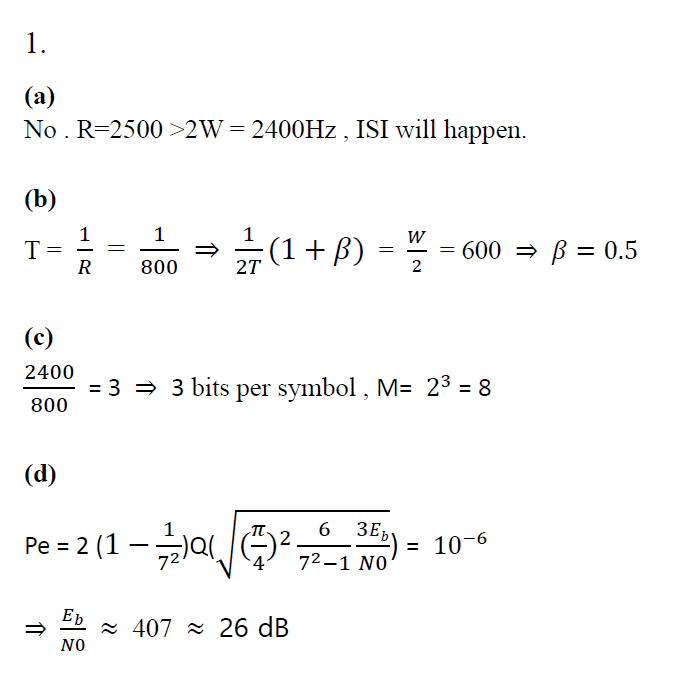 1.
(a)
No . R=2500 >2W = 2400Hz , ISI will happen.
(b)
T = 1/R = 1/800 ⇒ 1/2T (1 + β) = W/2 = 600 ⇒ β = 0.5
(c)
2400/800 = 3 ⇒ 3 bits per symbol , M= 2³ = 8
(d)
Pe = 2 (1 − 1/7²)Q(√((π/4)² 6/(7²−1) 3E_b/N0)) = 10⁻⁶
⇒ E_b/N0 ≈ 407 ≈ 26 dB